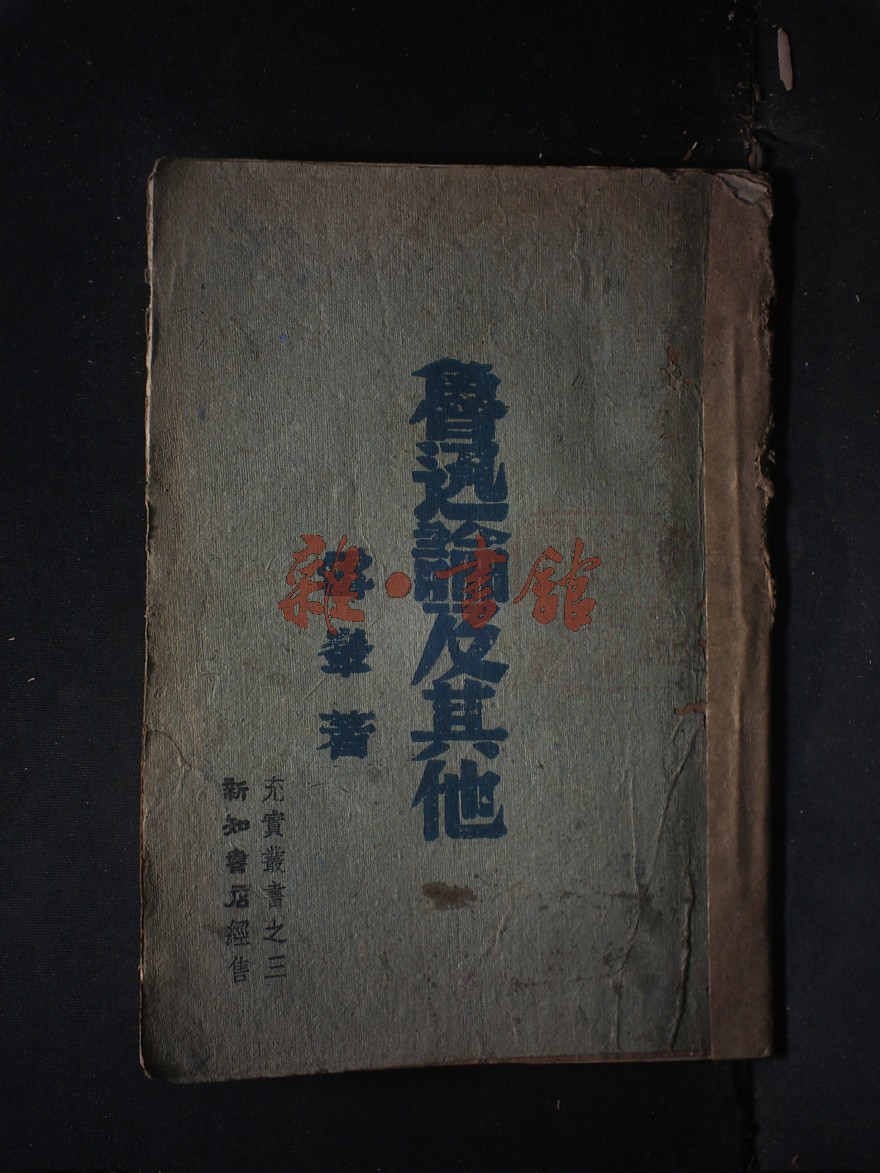 魯迅論及其他
著
充實叢書之三
新知書店經售
雜·書館